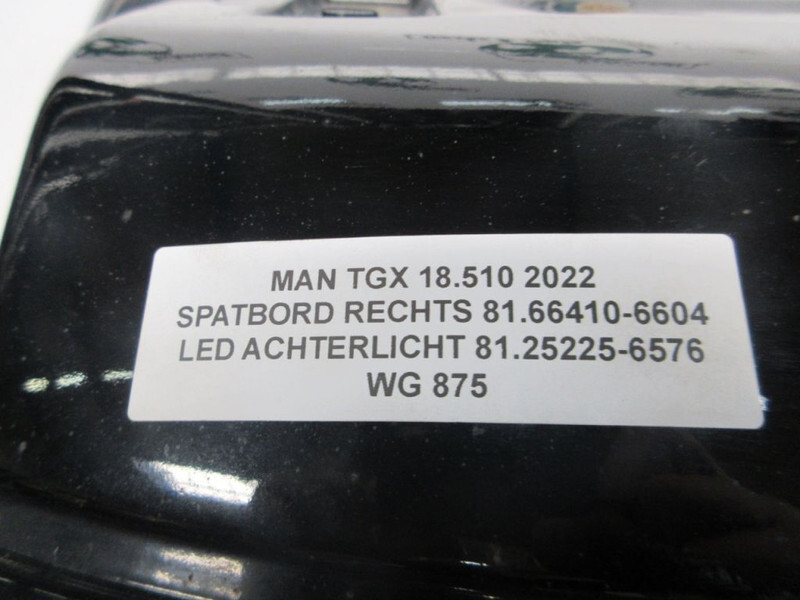 MAN TGX 18.510 2022
SPATBORD RECHTS 81.66410-6604
LED ACHTERLICHT 81.25225-6576
WG 875